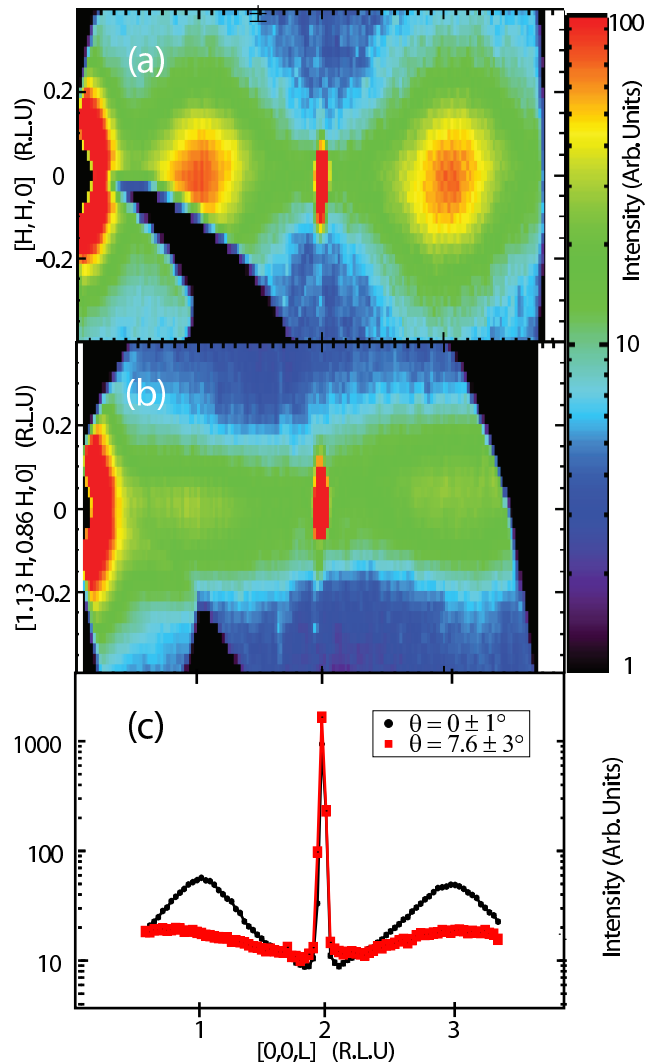 (a)
100
0.2
0
-0.2
[H,H,0] (R.L.U)
Intensity (Arb. Units)
10
1
(b)
0.2
0
-0.2
[1.13 H, 0.86 H, 0] (R.L.U)
(c)
θ = 0 ± 1°
θ = 7.6 ± 3°
1000
100
10
Intensity (Arb. Units)
1
2
3
[0,0,L] (R.L.U)